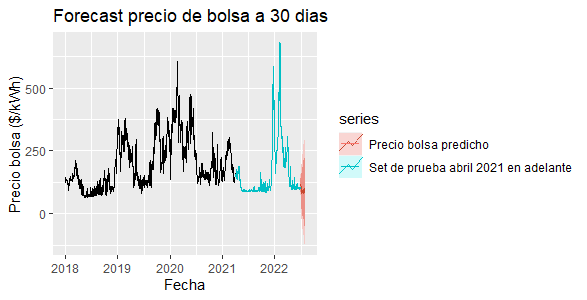 Forecast precio de bolsa a 30 dias
Precio bolsa ($/kWh)
500
250
0
2018 2019 2020 2021 2022
Fecha
series
Precio bolsa predicho
Set de prueba abril 2021 en adelante